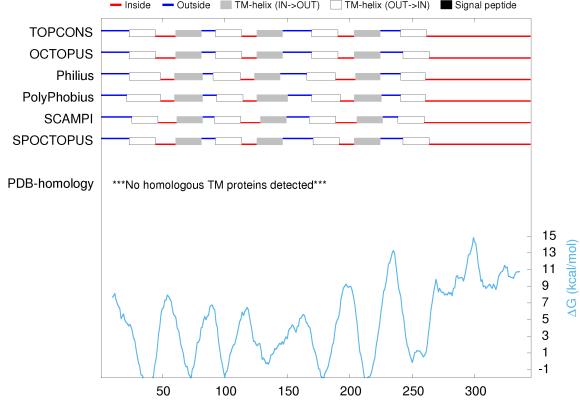 Inside Outside TM-helix (IN->OUT) TM-helix (OUT->IN) Signal peptide
TOPCONS
OCTOPUS
Philius
PolyPhobius
SCAMPI
SPOCTOPUS
PDB-homology ***No homologous TM proteins detected***
15
13
11
9
7
5
3
1
-1
ΔG (kcal/mol)
50 100 150 200 250 300